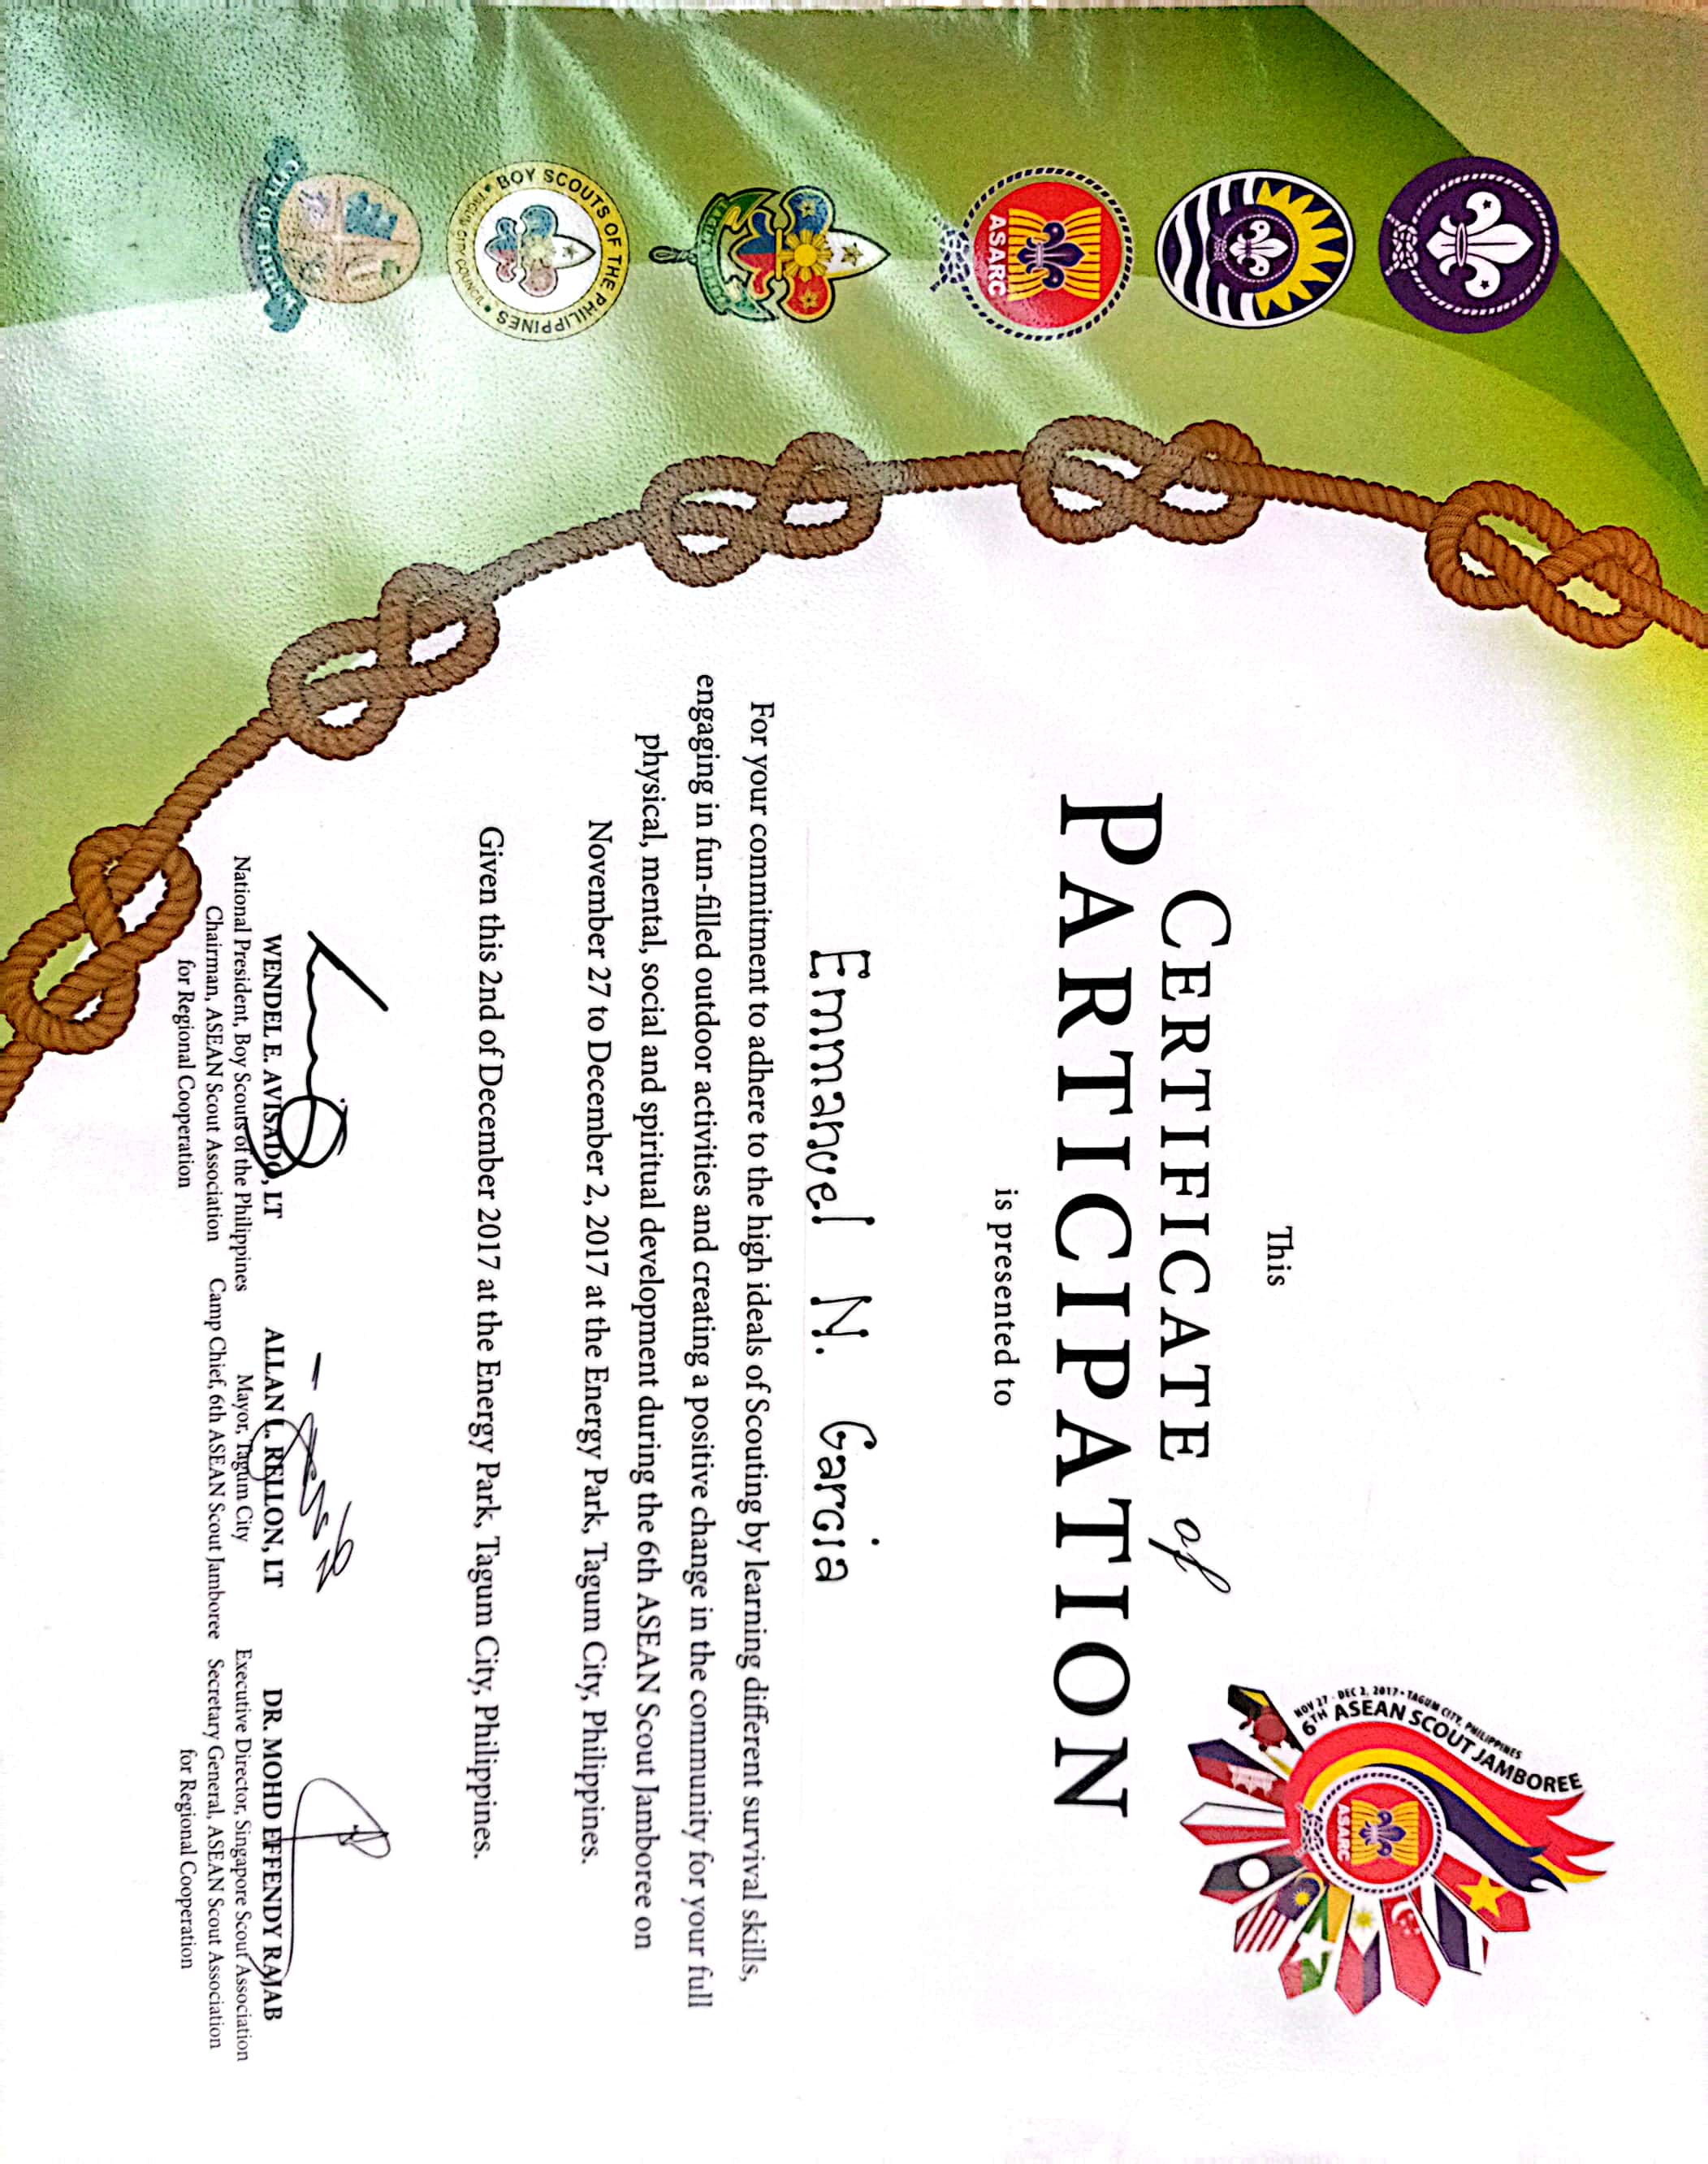 This
CERTIFICATE of
PARTICIPATION
is presented to
Emmanuel N. Garcia
For your commitment to adhere to the high ideals of Scouting by learning different survival skills,
engaging in fun-filled outdoor activities and creating a positive change in the community for your full
physical, mental, social and spiritual development during the 6th ASEAN Scout Jamboree on
November 27 to December 2, 2017 at the Energy Park, Tagum City, Philippines.
Given this 2nd of December 2017 at the Energy Park, Tagum City, Philippines.
WENDEL E. AVISADO, LT
National President, Boy Scouts of the Philippines
Chairman, ASEAN Scout Association
for Regional Cooperation
ALLAN L. RELLON, LT
Mayor, Tagum City
Camp Chief, 6th ASEAN Scout Jamboree
DR. MOHD EFFENDY RAJAB
Executive Director, Singapore Scout Association
Secretary General, ASEAN Scout Association
for Regional Cooperation
NOV 27 - DEC 2, 2017 • TAGUM CITY, PHILIPPINES
6TH ASEAN SCOUT JAMBOREE
ASARC
ASARC
BOY SCOUTS OF THE PHILIPPINES
• TAGUM CITY COUNCIL •
CITY OF TAGUM